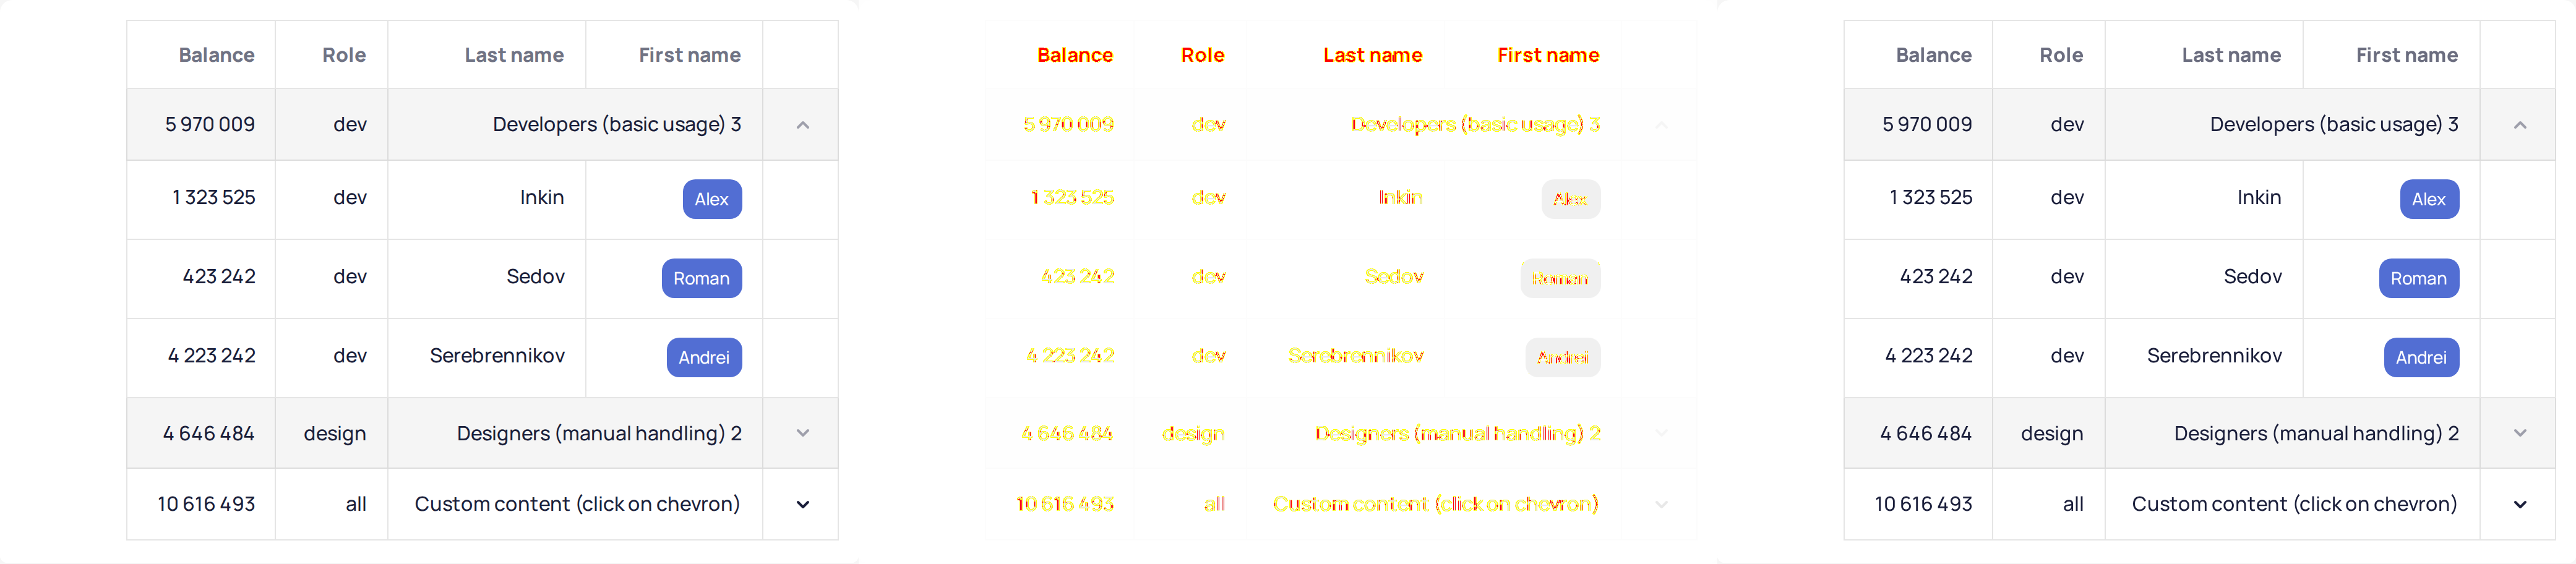 Balance Role Last name First name
5 970 009 dev Developers (basic usage) 3
1 323 525 dev Inkin Alex
423 242 dev Sedov Roman
4 223 242 dev Serebrennikov Andrei
4 646 484 design Designers (manual handling) 2
10 616 493 all Custom content (click on chevron)
Balance Role Last name First name
5 970 009 dev Developers (basic usage) 3
1 323 525 dev Inkin Alex
423 242 dev Sedov Roman
4 223 242 dev Serebrennikov Andrei
4 646 484 design Designers (manual handling) 2
10 616 493 all Custom content (click on chevron)
Balance Role Last name First name
5 970 009 dev Developers (basic usage) 3
1 323 525 dev Inkin Alex
423 242 dev Sedov Roman
4 223 242 dev Serebrennikov Andrei
4 646 484 design Designers (manual handling) 2
10 616 493 all Custom content (click on chevron)